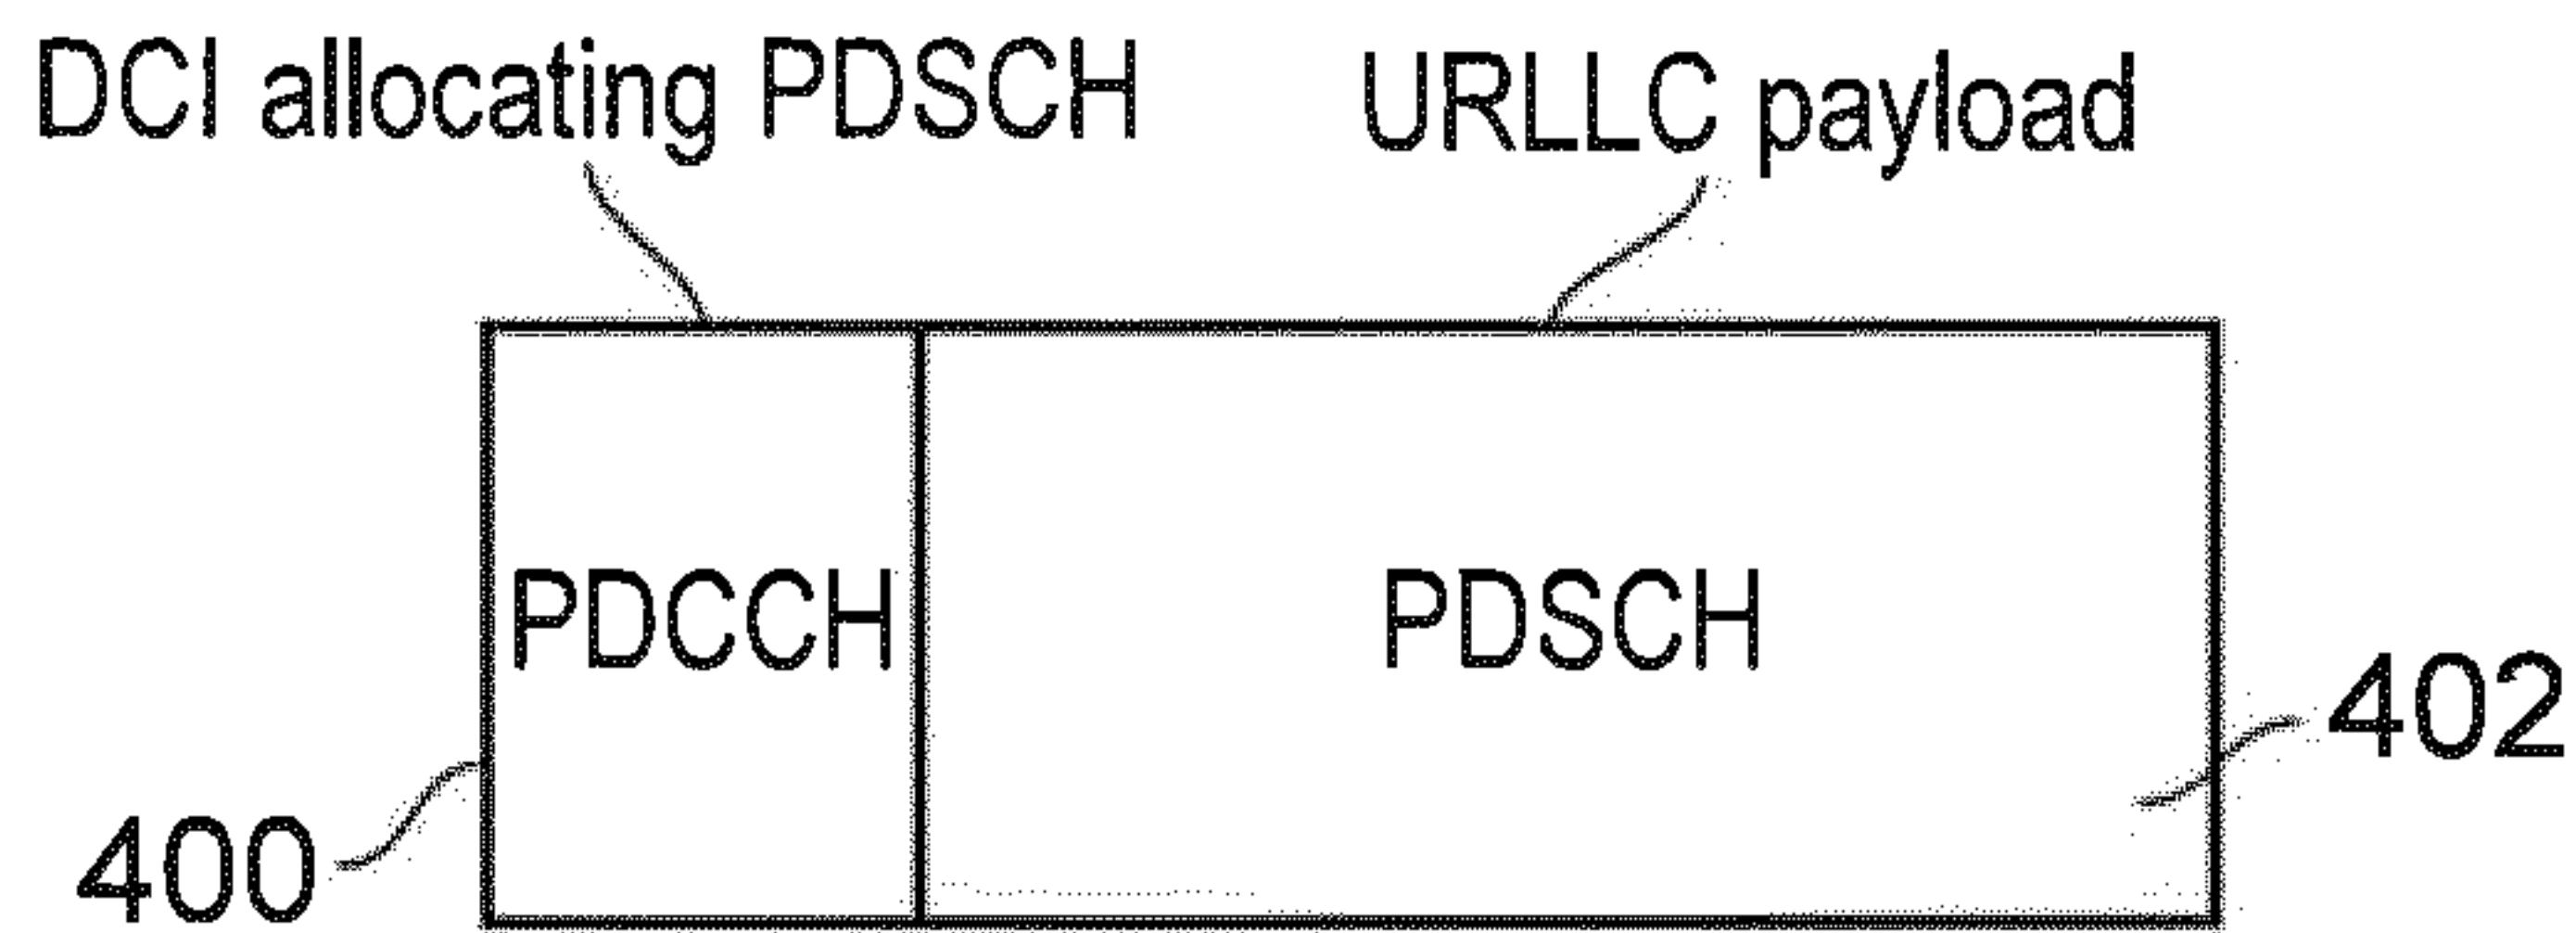 DCI allocating PDSCH
URLLC payload
PDCCH
PDSCH
402
400